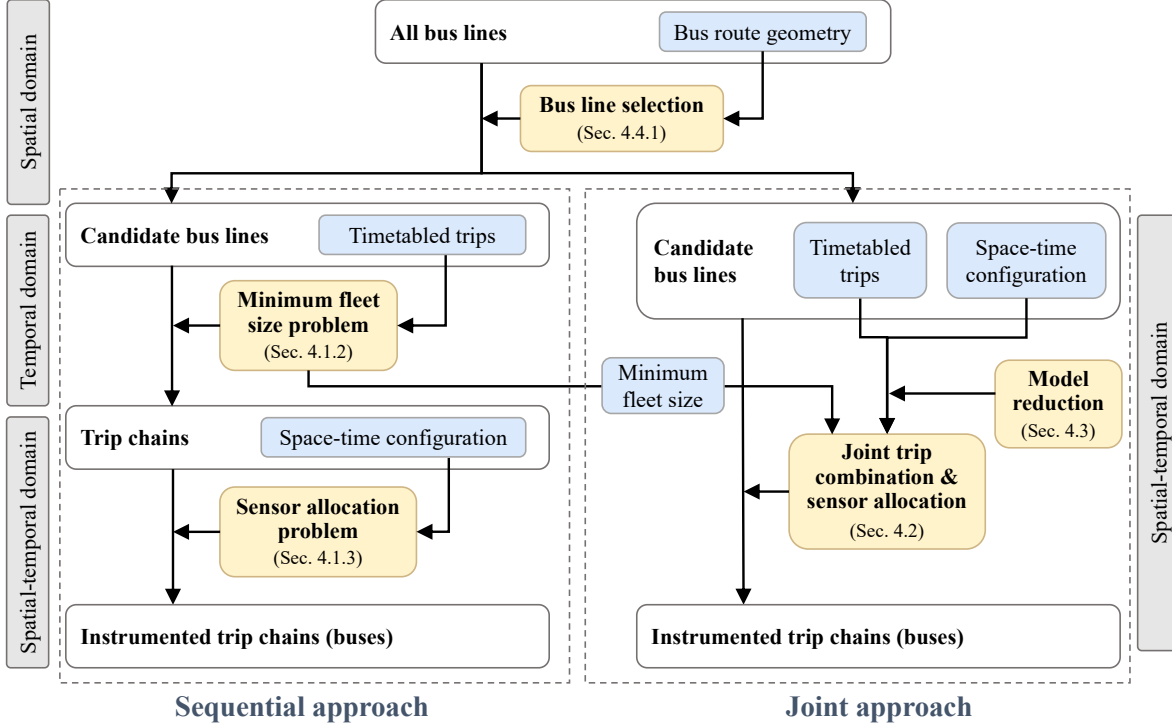 Spatial domain
All bus lines
Bus route geometry
Bus line selection
(Sec. 4.4.1)
Temporal domain
Candidate bus lines
Timetabled trips
Minimum fleet
size problem
(Sec. 4.1.2)
Spatial-temporal domain
Trip chains
Space-time configuration
Sensor allocation
problem
(Sec. 4.1.3)
Instrumented trip chains (buses)
Sequential approach
Candidate
bus lines
Timetabled
trips
Space-time
configuration
Minimum
fleet size
Model
reduction
(Sec. 4.3)
Joint trip
combination &
sensor allocation
(Sec. 4.2)
Instrumented trip chains (buses)
Joint approach
Spatial-temporal domain